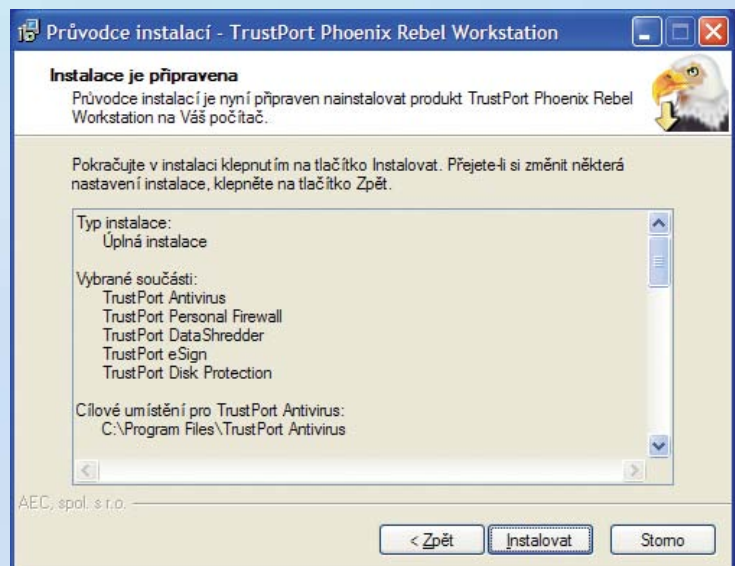 Průvodce instalací - TrustPort Phoenix Rebel Workstation
Instalace je připravena
Průvodce instalací je nyní připraven nainstalovat produkt TrustPort Phoenix Rebel
Workstation na Váš počítač.
Pokračujte v instalaci klepnutím na tlačítko Instalovat. Přejete-li si změnit některá
nastavení instalace, klepněte na tlačítko Zpět.
Typ instalace:
Úplná instalace
Vybrané součásti:
TrustPort Antivirus
TrustPort Personal Firewall
TrustPort DataShredder
TrustPort eSign
TrustPort Disk Protection
Cílové umístění pro TrustPort Antivirus:
C:\Program Files\TrustPort Antivirus
AEC, spol. s r.o.
< Zpět
Instalovat
Storno